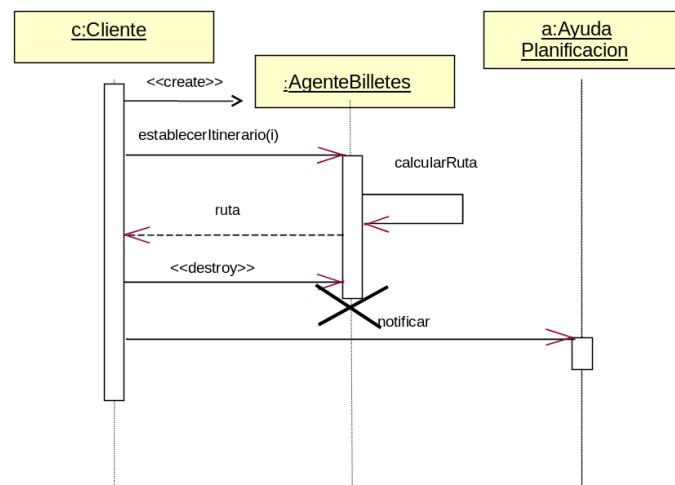 c:Cliente
a:Ayuda
Planificacion
<<create>>
:AgenteBilletes
establecerItinerario(i)
calcularRuta
ruta
<<destroy>>
notificar